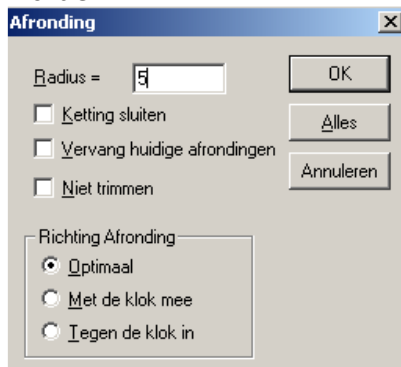 Afronding
Radius = 5
OK
Ketting sluiten
Alles
Vervang huidige afrondingen
Annuleren
Niet trimmen
Richting Afronding
Optimaal
Met de klok mee
Tegen de klok in